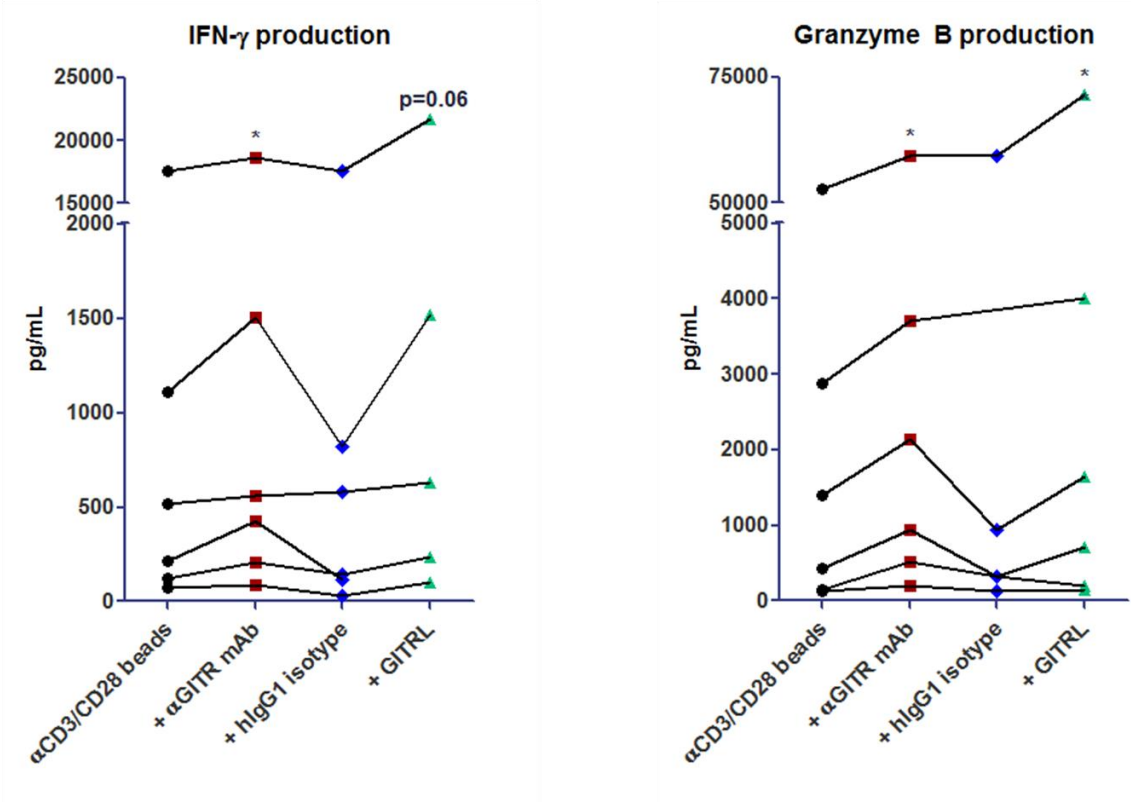 IFN-γ production
25000
20000
15000
2000
1500
1000
500
0
pg/mL
*
p=0.06
αCD3/CD28 beads
+ αGITR mAb
+ hIgG1 isotype
+ GITRL
Granzyme B production
75000
50000
5000
4000
3000
2000
1000
0
pg/mL
*
*
αCD3/CD28 beads
+ αGITR mAb
+ hIgG1 isotype
+ GITRL